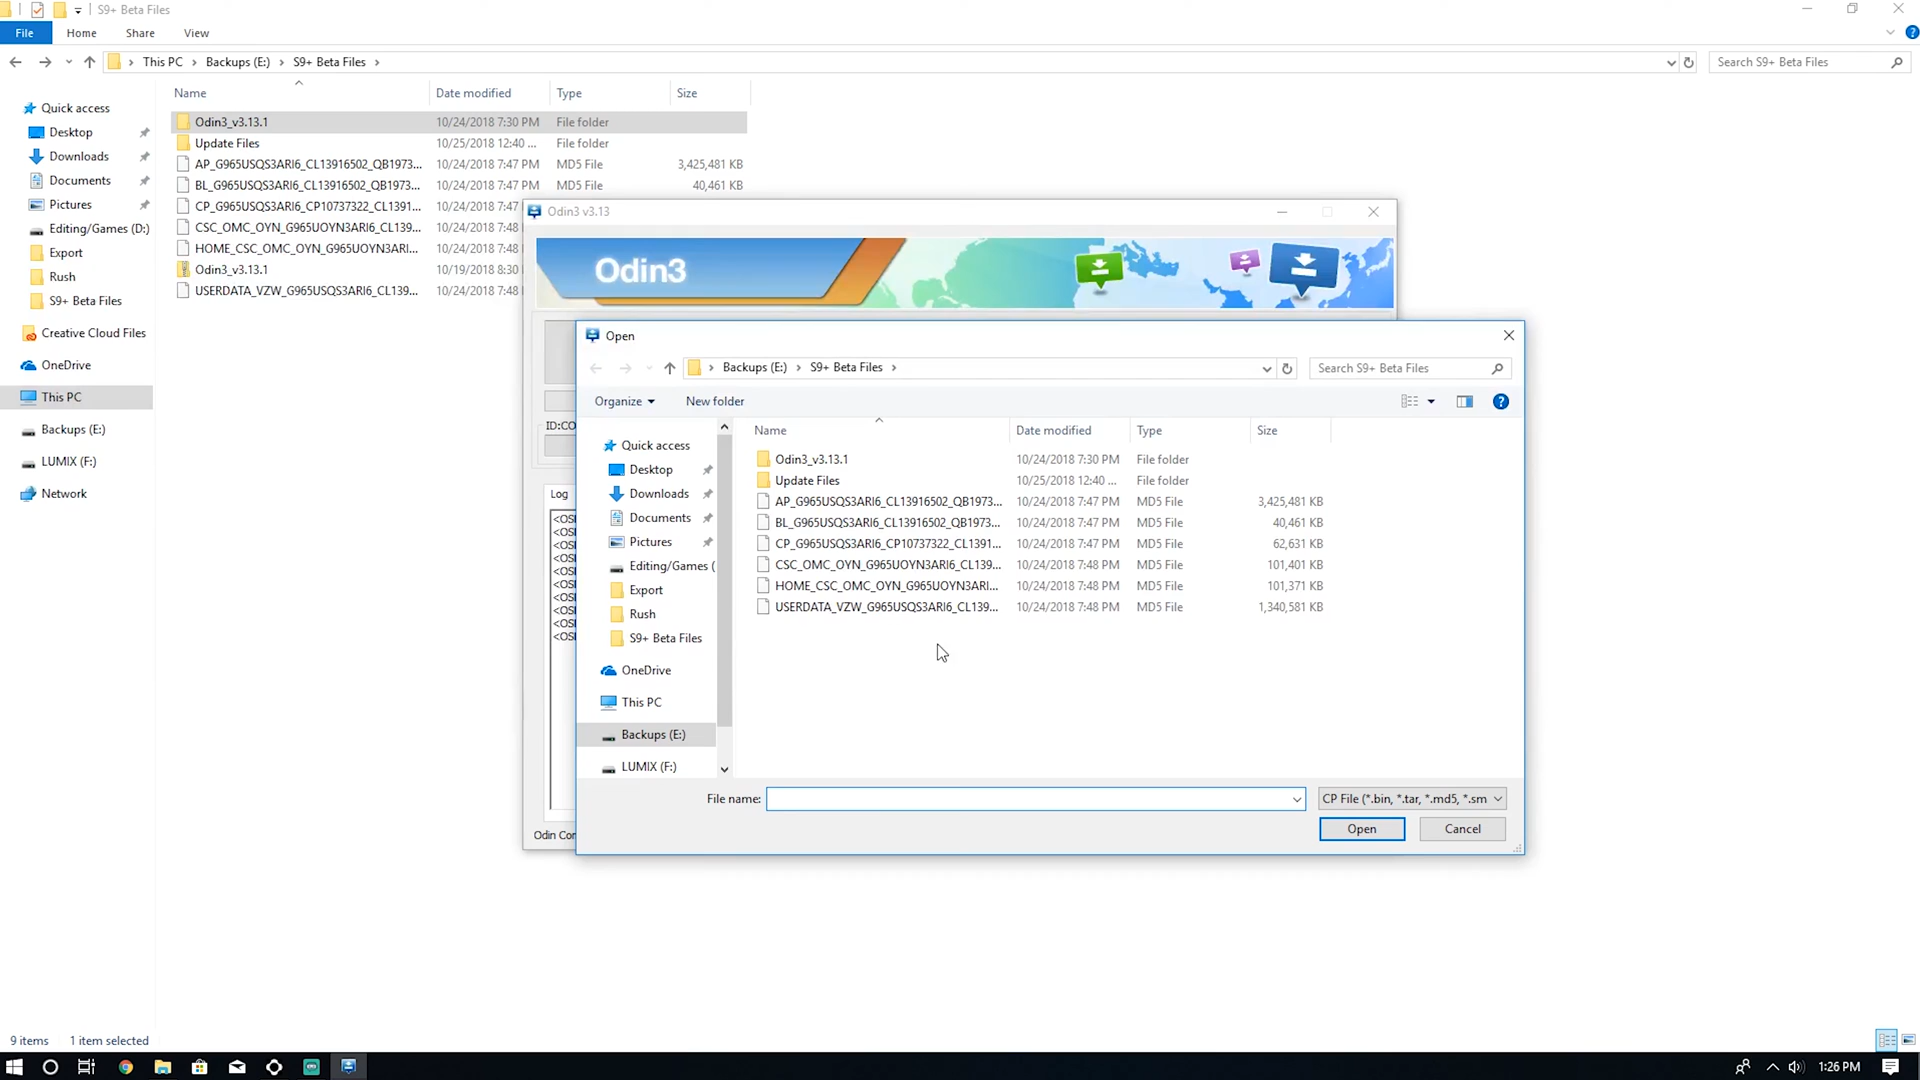 S9+ Beta Files
File Home Share View
This PC Backups (E:) S9+ Beta Files
Search S9+ Beta Files
Name Date modified Type Size
Quick access
Desktop
Downloads
Documents
Pictures
Editing/Games (D:)
Export
Rush
S9+ Beta Files
Creative Cloud Files
OneDrive
This PC
Backups (E:)
LUMIX (F:)
Network
Odin3_v3.13.1 10/24/2018 7:30 PM File folder
Update Files 10/25/2018 12:40 ... File folder
AP_G965USQS3ARI6_CL13916502_QB1973... 10/24/2018 7:47 PM MD5 File 3,425,481 KB
BL_G965USQS3ARI6_CL13916502_QB1973... 10/24/2018 7:47 PM MD5 File 40,461 KB
CP_G965USQS3ARI6_CP10737322_CL1391... 10/24/2018 7:47
CSC_OMC_OYN_G965UOYN3ARI6_CL139... 10/24/2018 7:48
HOME_CSC_OMC_OYN_G965UOYN3ARI... 10/24/2018 7:48
Odin3_v3.13.1 10/19/2018 8:30
USERDATA_VZW_G965USQS3ARI6_CL139... 10/24/2018 7:48
Odin3 v3.13
Odin3
ID:CO
Log
<OSI
<OSI
<OSI
<OSI
<OSI
<OSI
<OSI
<OSI
<OSI
<OSI
Odin Con
Open
Backups (E:) S9+ Beta Files
Search S9+ Beta Files
Organize New folder
Name Date modified Type Size
Quick access
Desktop
Downloads
Documents
Pictures
Editing/Games (
Export
Rush
S9+ Beta Files
OneDrive
This PC
Backups (E:)
LUMIX (F:)
Odin3_v3.13.1 10/24/2018 7:30 PM File folder
Update Files 10/25/2018 12:40 ... File folder
AP_G965USQS3ARI6_CL13916502_QB1973... 10/24/2018 7:47 PM MD5 File 3,425,481 KB
BL_G965USQS3ARI6_CL13916502_QB1973... 10/24/2018 7:47 PM MD5 File 40,461 KB
CP_G965USQS3ARI6_CP10737322_CL1391... 10/24/2018 7:47 PM MD5 File 62,631 KB
CSC_OMC_OYN_G965UOYN3ARI6_CL139... 10/24/2018 7:48 PM MD5 File 101,401 KB
HOME_CSC_OMC_OYN_G965UOYN3ARI... 10/24/2018 7:48 PM MD5 File 101,371 KB
USERDATA_VZW_G965USQS3ARI6_CL139... 10/24/2018 7:48 PM MD5 File 1,340,581 KB
File name: CP File (*.bin, *.tar, *.md5, *.sm
Open Cancel
9 items 1 item selected
1:26 PM